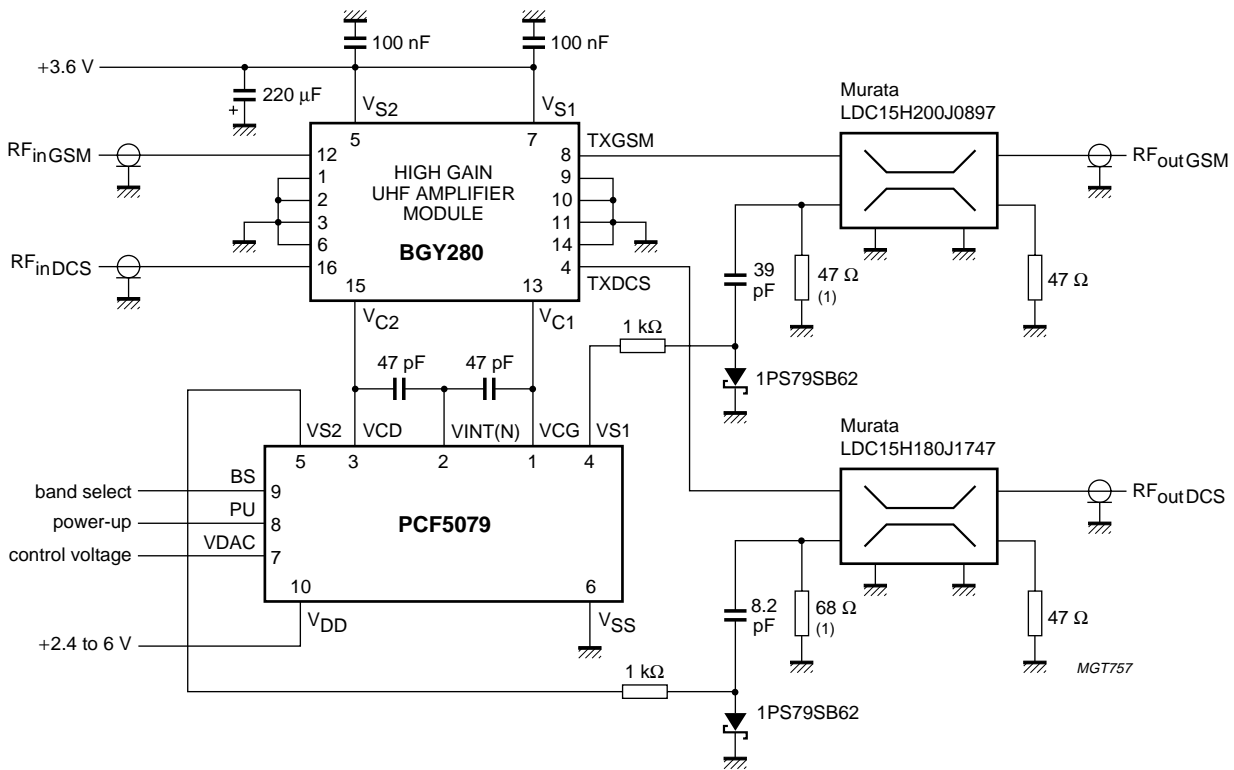 100 nF
100 nF
+3.6 V
220 μF
+
VS2
VS1
Murata
LDC15H200J0897
5
7
TXGSM
RFinGSM
12
8
RFoutGSM
HIGH GAIN
UHF AMPLIFIER
MODULE
BGY280
1
2
3
6
9
10
11
14
RFinDCS
16
4
TXDCS
15
13
VC2
VC1
39
pF
47 Ω
(1)
47 Ω
1 kΩ
47 pF
47 pF
1PS79SB62
VS2
VCD
VINT(N)
VCG
VS1
5
3
2
1
4
Murata
LDC15H180J1747
band select
BS
9
power-up
PU
8
control voltage
VDAC
7
PCF5079
RFoutDCS
10
6
VDD
VSS
+2.4 to 6 V
8.2
pF
68 Ω
(1)
47 Ω
1 kΩ
MGT757
1PS79SB62